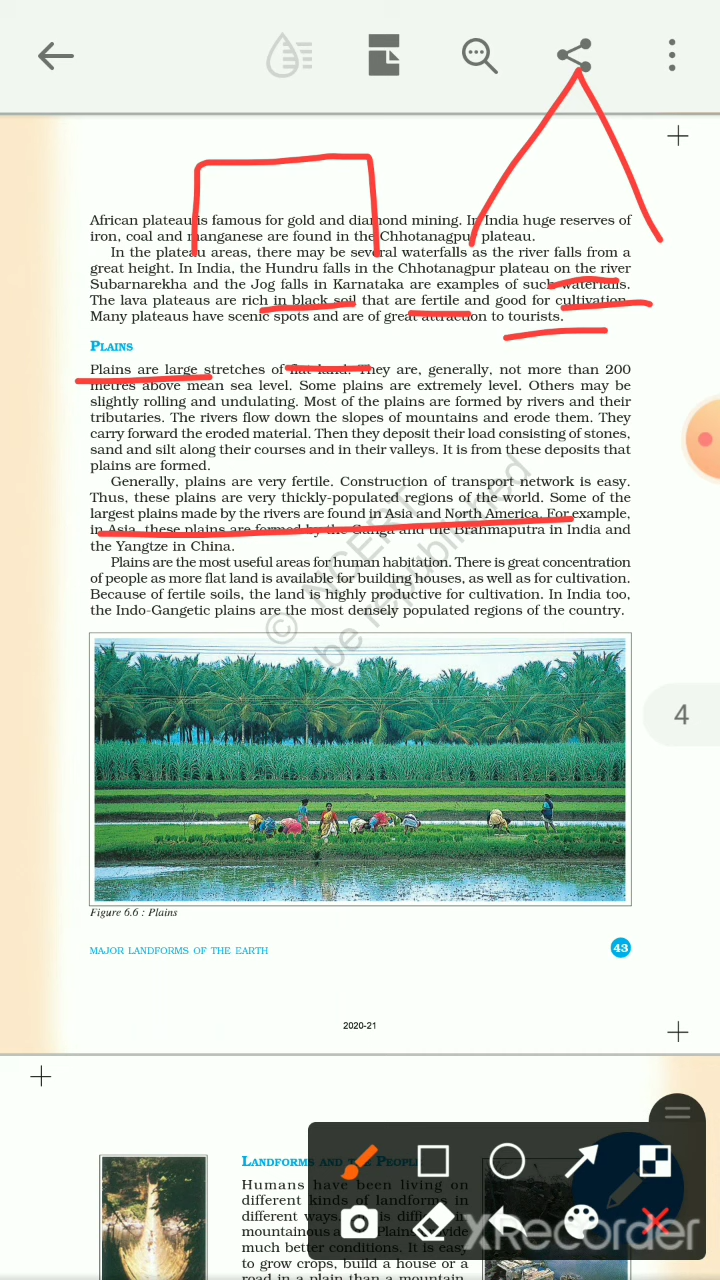 African plateau is famous for gold and diamond mining. In India huge reserves of
iron, coal and manganese are found in the Chhotanagpur plateau.
In the plateau areas, there may be several waterfalls as the river falls from a
great height. In India, the Hundru falls in the Chhotanagpur plateau on the river
Subarnarekha and the Jog falls in Karnataka are examples of such waterfalls.
The lava plateaus are rich in black soil that are fertile and good for cultivation.
Many plateaus have scenic spots and are of great attraction to tourists.
PLAINS
Plains are large stretches of flat land. They are, generally, not more than 200
metres above mean sea level. Some plains are extremely level. Others may be
slightly rolling and undulating. Most of the plains are formed by rivers and their
tributaries. The rivers flow down the slopes of mountains and erode them. They
carry forward the eroded material. Then they deposit their load consisting of stones,
sand and silt along their courses and in their valleys. It is from these deposits that
plains are formed.
Generally, plains are very fertile. Construction of transport network is easy.
Thus, these plains are very thickly-populated regions of the world. Some of the
largest plains made by the rivers are found in Asia and North America. For example,
in Asia, these plains are formed by the Ganga and the Brahmaputra in India and
the Yangtze in China.
Plains are the most useful areas for human habitation. There is great concentration
of people as more flat land is available for building houses, as well as for cultivation.
Because of fertile soils, the land is highly productive for cultivation. In India too,
the Indo-Gangetic plains are the most densely populated regions of the country.
© NCERT
be republished
4
Figure 6.6 : Plains
MAJOR LANDFORMS OF THE EARTH
43
2020-21
LANDFORMS AND THE PEOPLE
Humans have been living on
different kinds of landforms in
different ways. is difficult in
mountainous Plains provide
much better conditions. It is easy
to grow crops, build a house or a
road in a plain than a mountain.
XRecorder